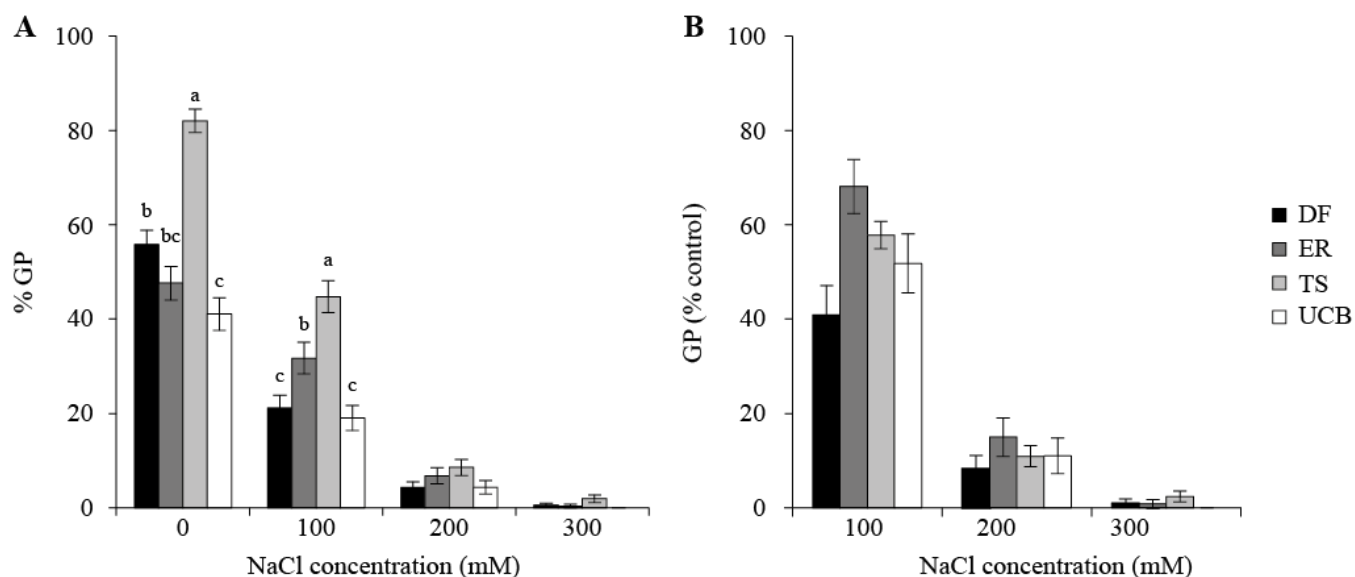 A
% GP
100
80
60
40
20
0
b
bc
a
c
c
b
a
c
0
100
200
300
NaCl concentration (mM)
B
GP (% control)
100
80
60
40
20
0
100
200
300
NaCl concentration (mM)
DF
ER
TS
UCB